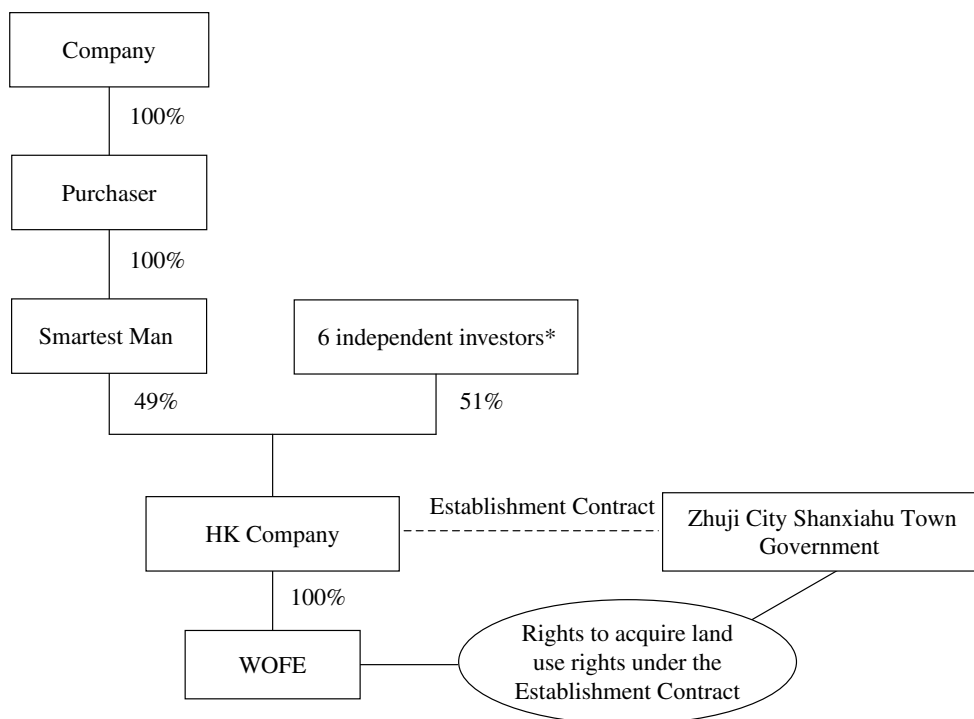 Company
100%
Purchaser
100%
Smartest Man
6 independent investors*
49%
51%
Establishment Contract
HK Company
Zhuji City Shanxiahu Town
Government
100%
WOFE
Rights to acquire land
use rights under the
Establishment Contract